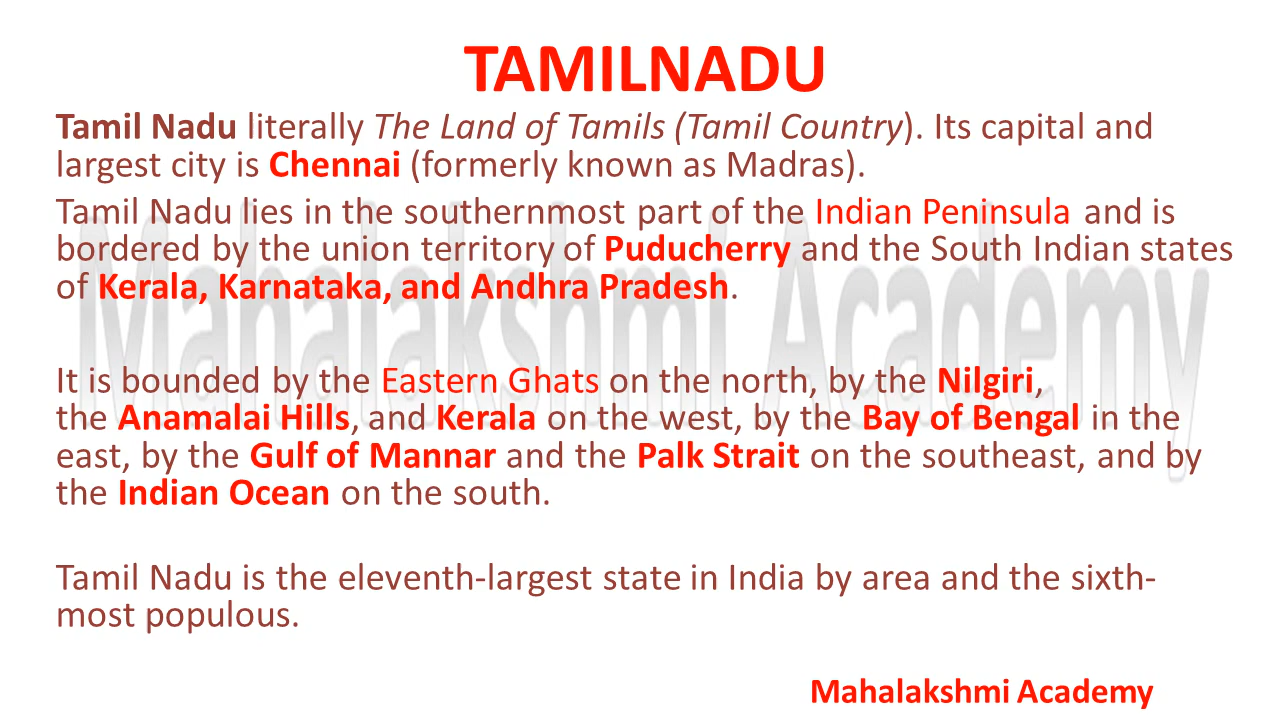 TAMILNADU
Tamil Nadu literally The Land of Tamils (Tamil Country). Its capital and
largest city is Chennai (formerly known as Madras).
Tamil Nadu lies in the southernmost part of the Indian Peninsula and is
bordered by the union territory of Puducherry and the South Indian states
of Kerala, Karnataka, and Andhra Pradesh.
Mahalakshmi Academy
It is bounded by the Eastern Ghats on the north, by the Nilgiri,
the Anamalai Hills, and Kerala on the west, by the Bay of Bengal in the
east, by the Gulf of Mannar and the Palk Strait on the southeast, and by
the Indian Ocean on the south.
Tamil Nadu is the eleventh-largest state in India by area and the sixth-
most populous.
Mahalakshmi Academy